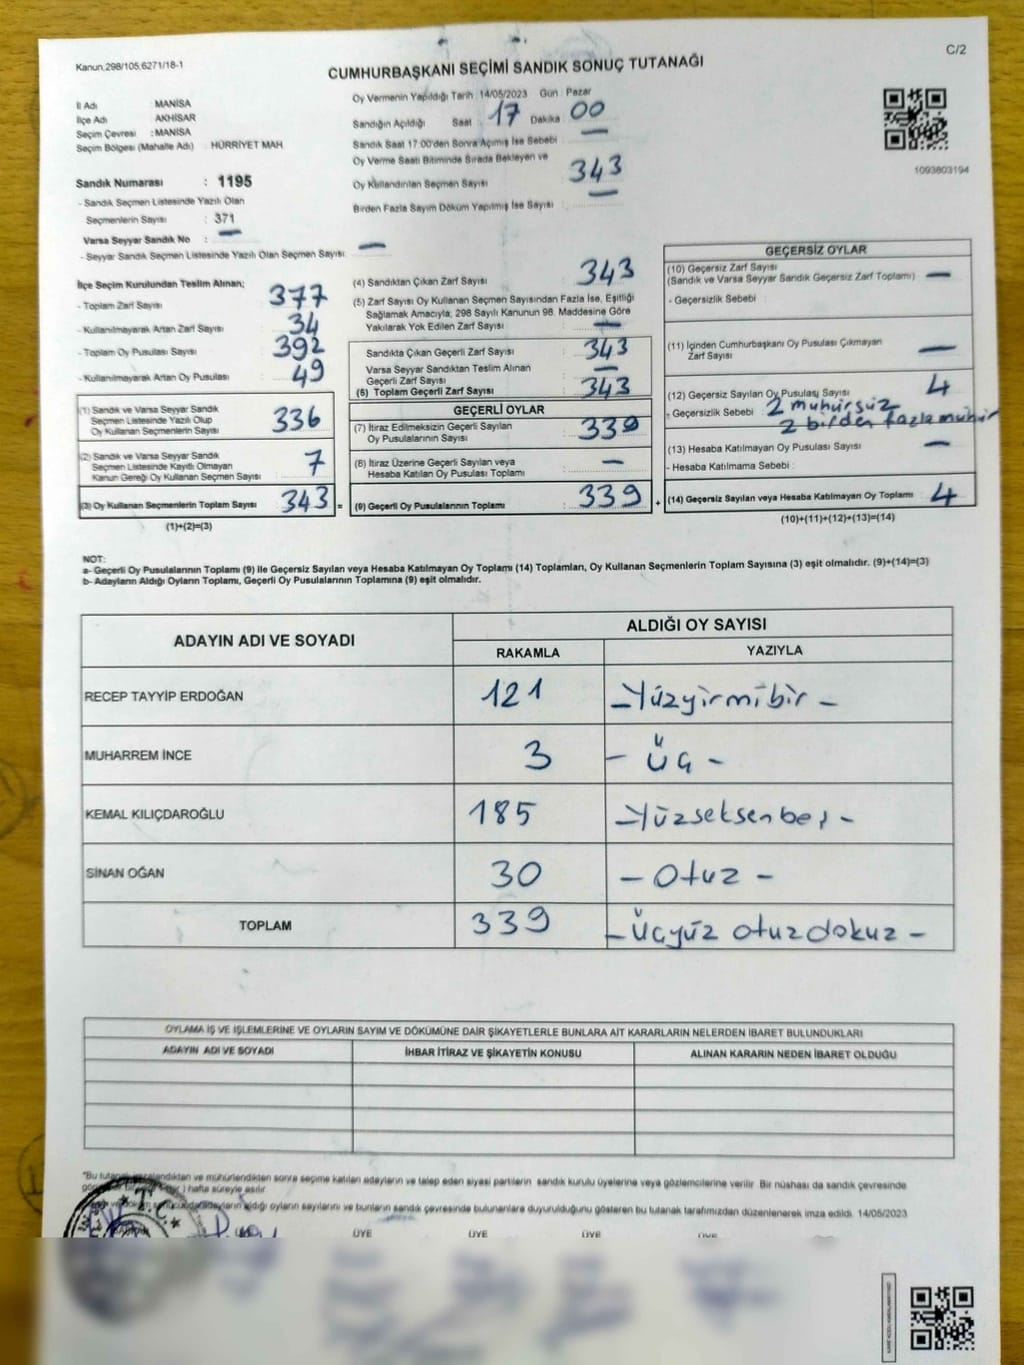 Kanun,298/105,6271/18-1
C/2
CUMHURBAŞKANI SEÇİMİ SANDIK SONUÇ TUTANAĞI
İl Adı : MANİSA
İlçe Adı : AKHİSAR
Seçim Çevresi : MANİSA
Seçim Bölgesi (Mahalle Adı) : HÜRRİYET MAH
Sandık Numarası : 1195
- Sandık Seçmen Listesinde Yazılı Olan
Seçmenlerin Sayısı : 371
Varsa Seyyar Sandık No : —
- Seyyar Sandık Seçmen Listesinde Yazılı Olan Seçmen Sayısı : —
Oy Vermenin Yapıldığı Tarih : 14/05/2023 Gün : Pazar
Sandığın Açıldığı Saat : 17 Dakika 00
Sandık Saat 17:00'den Sonra Açımış İse Sebebi : —
Oy Verme Saati Bitiminde Sırada Bekleyen ve
Oy Kullandırılan Seçmen Sayısı : 343
Birden Fazla Sayım Döküm Yapılmış İse Sayısı : —
1093803194
İlçe Seçim Kurulundan Teslim Alınan;
- Toplam Zarf Sayısı : 377
- Kullanılmayarak Artan Zarf Sayısı : 34
- Toplam Oy Pusulası Sayısı : 392
- Kullanılmayarak Artan Oy Pusulası : 49
(1) Sandık ve Varsa Seyyar Sandık
Seçmen Listesinde Yazılı Olup
Oy Kullanan Seçmenlerin Sayısı : 336
(2) Sandık ve Varsa Seyyar Sandık
Seçmen Listesinde Kayıtlı Olmayan
Kanun Gereği Oy Kullanan Seçmen Sayısı : 7
(3) Oy Kullanan Seçmenlerin Toplam Sayısı : 343 =
(1)+(2)=(3)
(4) Sandıktan Çıkan Zarf Sayısı : 343
(5) Zarf Sayısı Oy Kullanan Seçmen Sayısından Fazla İse, Eşitliği
Sağlamak Amacıyla, 298 Sayılı Kanunun 98. Maddesine Göre
Yakılarak Yok Edilen Zarf Sayısı : —
Sandıkta Çıkan Geçerli Zarf Sayısı : 343
Varsa Seyyar Sandıktan Teslim Alınan
Geçerli Zarf Sayısı : —
(6) Toplam Geçerli Zarf Sayısı : 343
GEÇERLİ OYLAR
(7) İtiraz Edilmeksizin Geçerli Sayılan
Oy Pusulalarının Sayısı : 339
(8) İtiraz Üzerine Geçerli Sayılan veya
Hesaba Katılan Oy Pusulası Toplamı : —
(9) Geçerli Oy Pusulalarının Toplamı : 339 +
GEÇERSİZ OYLAR
(10) Geçersiz Zarf Sayısı
(Sandık ve Varsa Seyyar Sandık Geçersiz Zarf Toplamı) : —
- Geçersizlik Sebebi :
(11) İçinden Cumhurbaşkanı Oy Pusulası Çıkmayan
Zarf Sayısı : —
(12) Geçersiz Sayılan Oy Pusulası Sayısı : 4
- Geçersizlik Sebebi : 2 mühürsüz
2 birden fazla mühür
(13) Hesaba Katılmayan Oy Pusulası Sayısı : —
- Hesaba Katılmama Sebebi :
(14) Geçersiz Sayılan veya Hesaba Katılmayan Oy Toplamı : 4
(10)+(11)+(12)+(13)=(14)
NOT:
a- Geçerli Oy Pusulalarının Toplamı (9) ile Geçersiz Sayılan veya Hesaba Katılmayan Oy Toplamı (14) Toplamları, Oy Kullanan Seçmenlerin Toplam Sayısına (3) eşit olmalıdır. (9)+(14)=(3)
b- Adayların Aldığı Oyların Toplamı, Geçerli Oy Pusulalarının Toplamına (9) eşit olmalıdır.
ADAYIN ADI VE SOYADI
ALDIĞI OY SAYISI
RAKAMLA YAZIYLA
RECEP TAYYİP ERDOĞAN 121 -Yüzyirmibir-
MUHARREM İNCE 3 - Üç -
KEMAL KILIÇDAROĞLU 185 -Yüzseksenbeş-
SİNAN OĞAN 30 - Otuz -
TOPLAM 339 -Üçyüz otuzdokuz-
OYLAMA İŞ VE İŞLEMLERİNE VE OYLARIN SAYIM VE DÖKÜMÜNE DAİR ŞİKAYETLERLE BUNLARA AİT KARARLARIN NELERDEN İBARET BULUNDUKLARI
ADAYIN ADI VE SOYADI İHBAR İTİRAZ VE ŞİKAYETİN KONUSU ALINAN KARARIN NEDEN İBARET OLDUĞU
*Bu tutanak imzalandıktan ve mühürlendikten sonra seçime katılan adayların ve talep eden siyasi partilerin sandık kurulu üyelerine veya gözlemcilerine verilir. Bir nüshası da sandık çevresinde
hafta süreyle asılır.
adayların aldığı oyların sayılarını ve bunların sandık çevresinde bulunanlara duyurulduğunu gösteren bu tutanak tarafımızdan düzenlenerek imza edildi. 14/05/2023
T.C.
ÜYE ÜYE ÜYE ÜYE